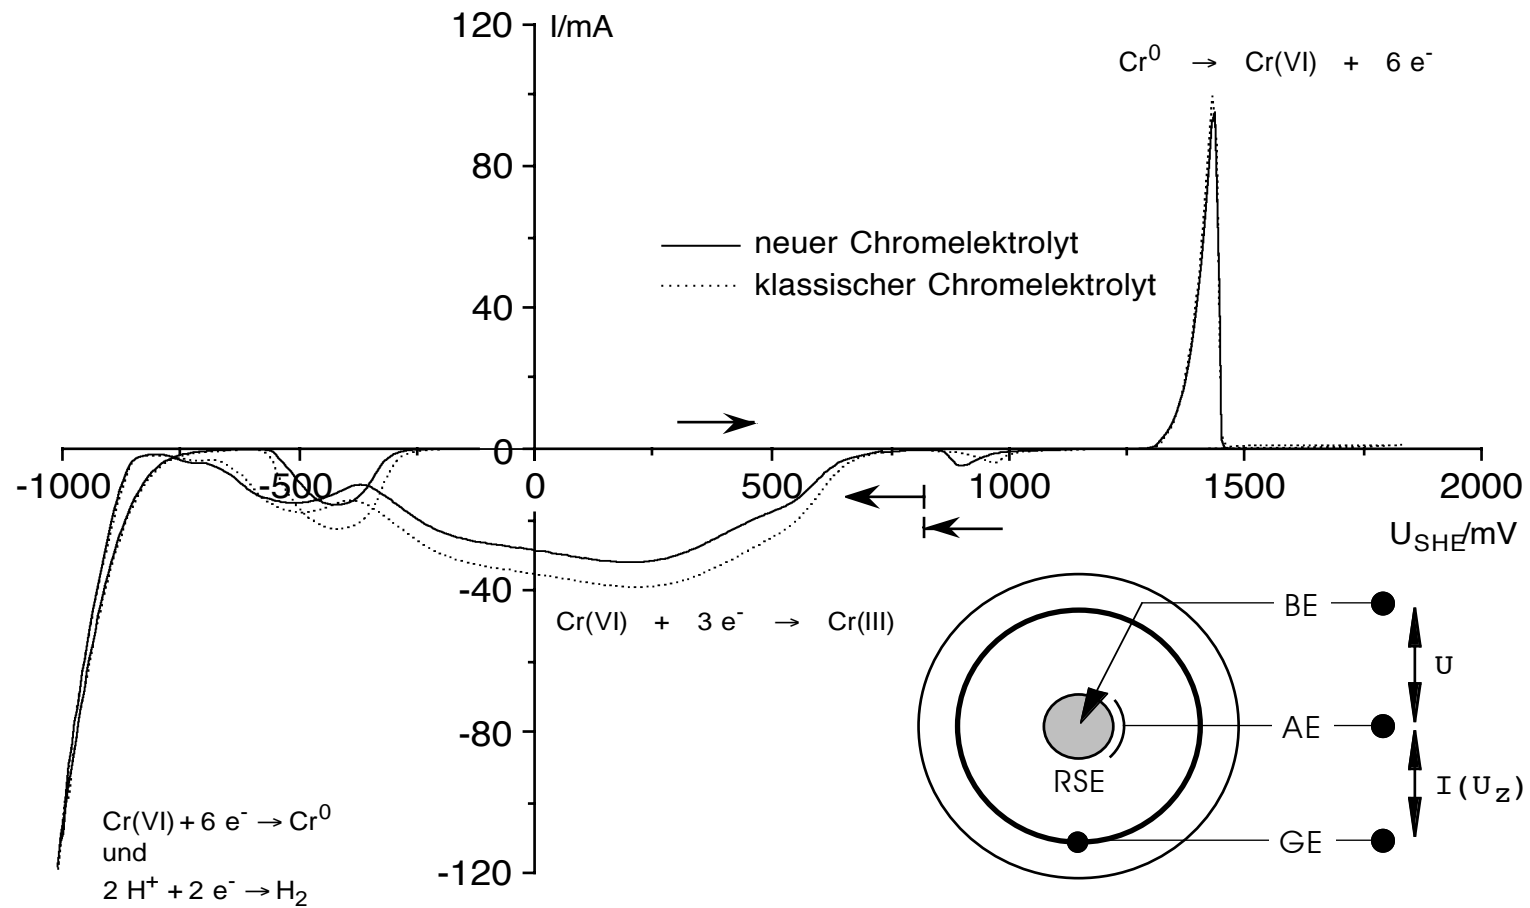 120 I/mA
Cr⁰ → Cr(VI) + 6 e⁻
80
neuer Chromelektrolyt
klassischer Chromelektrolyt
40
0
-1000 -500 0 500 1000 1500 2000
U_SHE/mV
-40
Cr(VI) + 3 e⁻ → Cr(III)
BE
U
-80
AE
RSE
I(U_Z)
Cr(VI) + 6 e⁻ → Cr⁰
und
2 H⁺ + 2 e⁻ → H₂
GE
-120